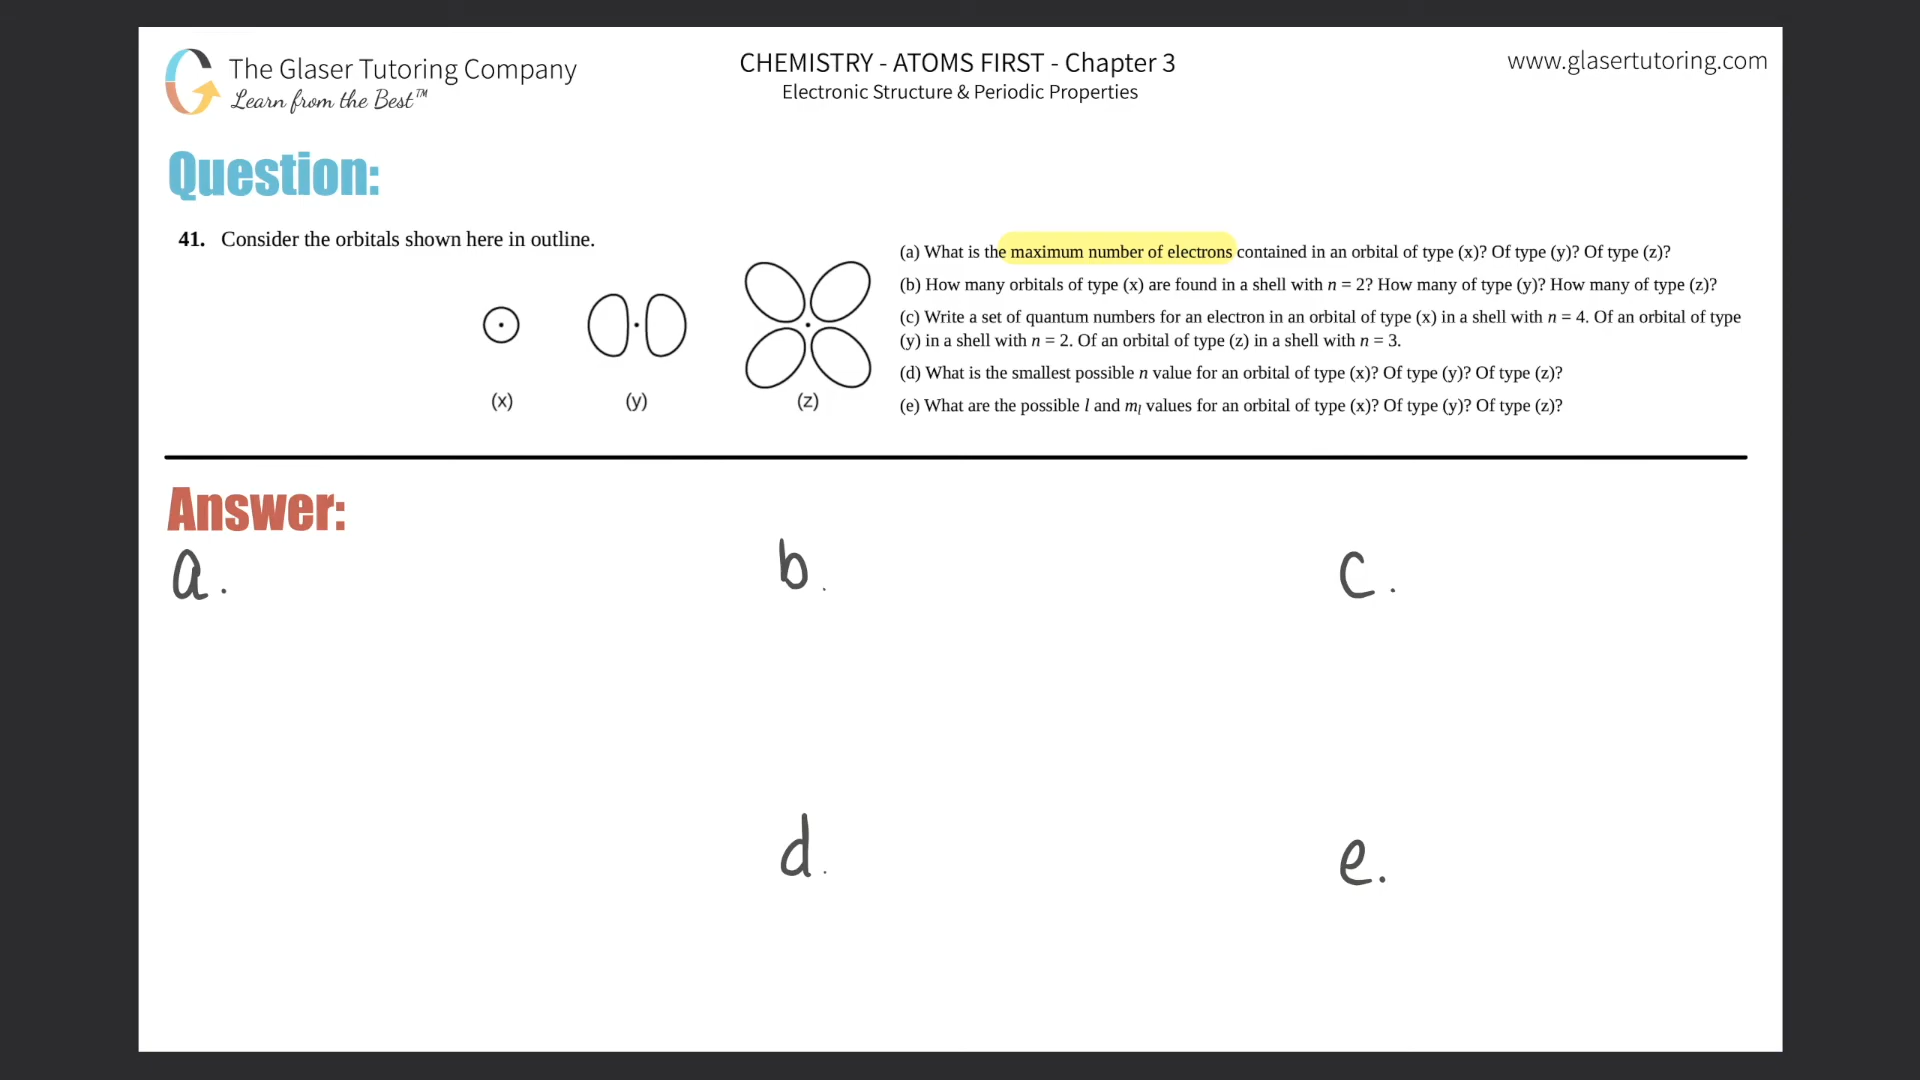 The Glaser Tutoring Company
Learn from the Best™
CHEMISTRY - ATOMS FIRST - Chapter 3
Electronic Structure & Periodic Properties
www.glasertutoring.com
Question:
41. Consider the orbitals shown here in outline.
(x)
(y)
(z)
(a) What is the maximum number of electrons contained in an orbital of type (x)? Of type (y)? Of type (z)?
(b) How many orbitals of type (x) are found in a shell with n = 2? How many of type (y)? How many of type (z)?
(c) Write a set of quantum numbers for an electron in an orbital of type (x) in a shell with n = 4. Of an orbital of type
(y) in a shell with n = 2. Of an orbital of type (z) in a shell with n = 3.
(d) What is the smallest possible n value for an orbital of type (x)? Of type (y)? Of type (z)?
(e) What are the possible l and mₗ values for an orbital of type (x)? Of type (y)? Of type (z)?
Answer:
a.
b.
c.
d.
e.